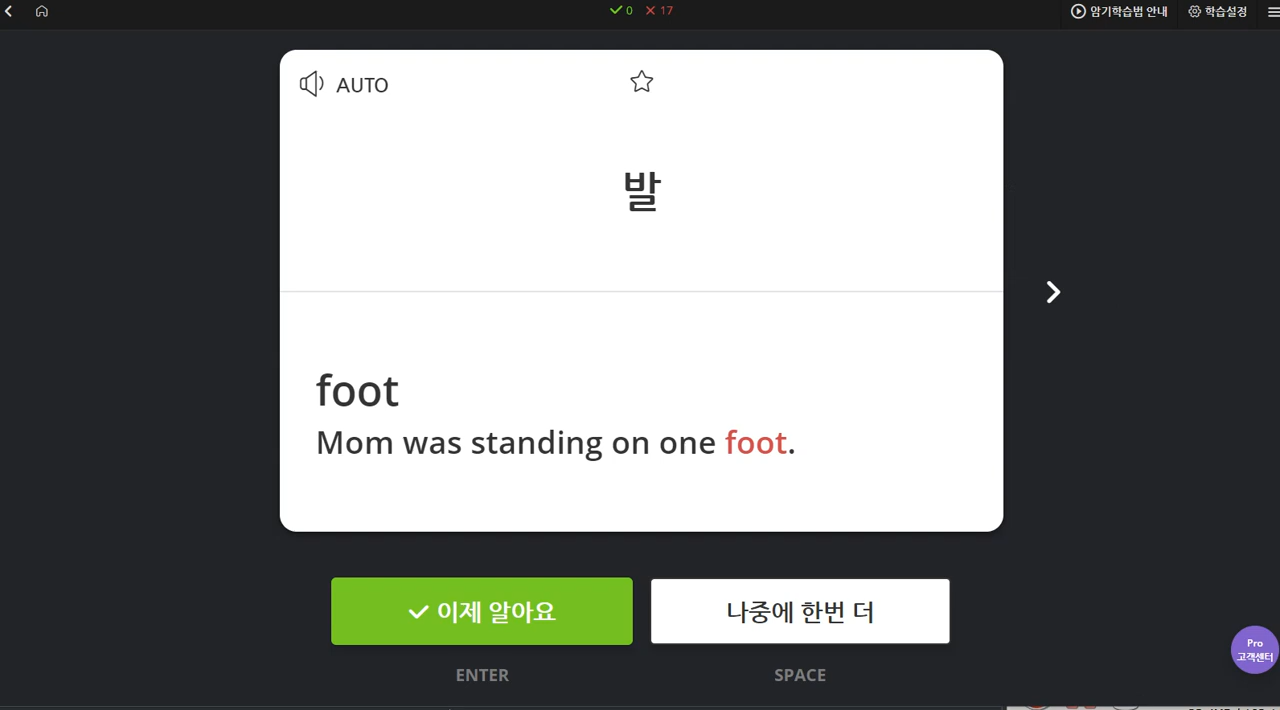 0 17
암기학습법 안내 학습설정
AUTO
발
foot
Mom was standing on one foot.
이제 알아요 나중에 한번 더
ENTER SPACE
Pro
고객센터